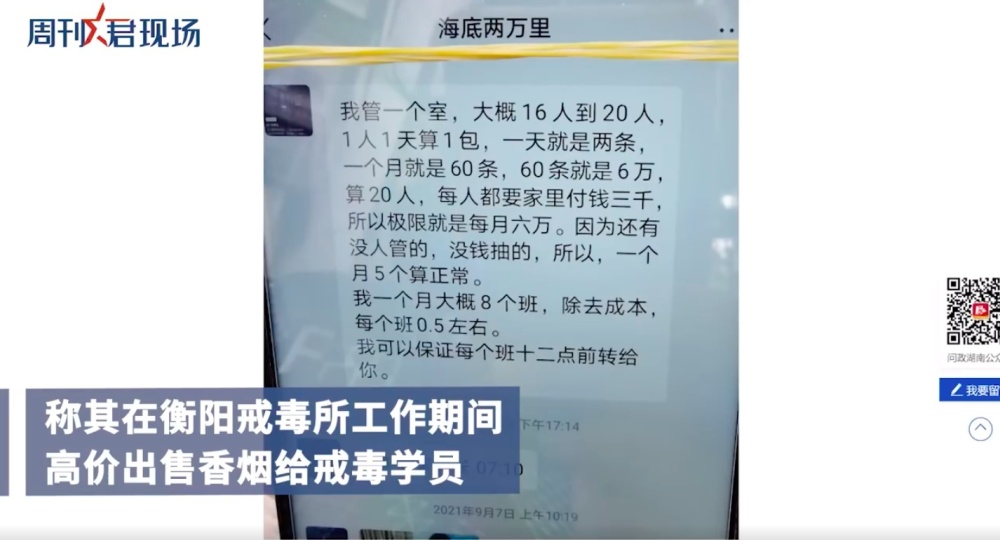 周刊君现场
海底两万里
我管一个室，大概16人到20人，
1人1天算1包，一天就是两条，
一个月就是60条，60条就是6万，
算20人，每人都要家里付钱三千，
所以极限就是每月六万。因为还有
没人管的，没钱抽的，所以，一个
月5个算正常。
我一个月大概8个班，除去成本，
每个班0.5左右。
我可以保证每个班十二点前转给
你。
下午17:14
07:10
2021年9月7日 上午10:19
称其在衡阳戒毒所工作期间
高价出售香烟给戒毒学员
问政湖南公众
我要留